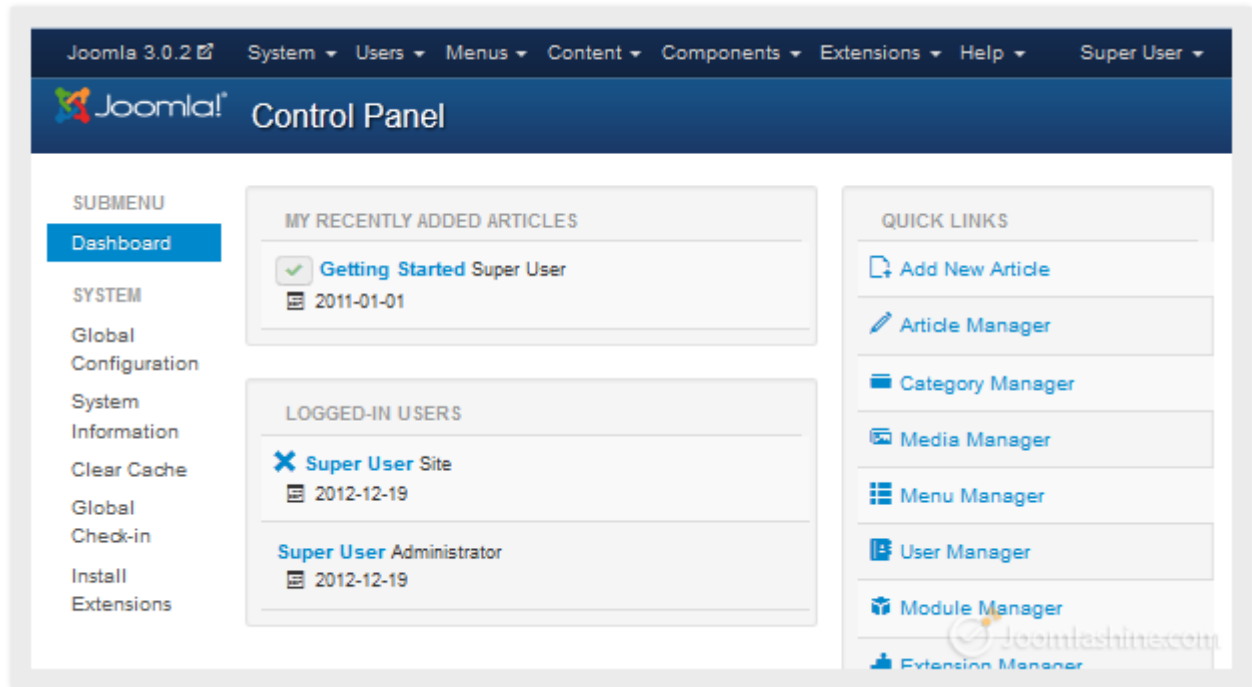 Joomla 3.0.2 System Users Menus Content Components Extensions Help Super User
Joomla! Control Panel
SUBMENU
Dashboard
SYSTEM
Global
Configuration
System
Information
Clear Cache
Global
Check-in
Install
Extensions
MY RECENTLY ADDED ARTICLES
Getting Started Super User
2011-01-01
LOGGED-IN USERS
Super User Site
2012-12-19
Super User Administrator
2012-12-19
QUICK LINKS
Add New Article
Article Manager
Category Manager
Media Manager
Menu Manager
User Manager
Module Manager
Joomlashine.com
Extension Manager